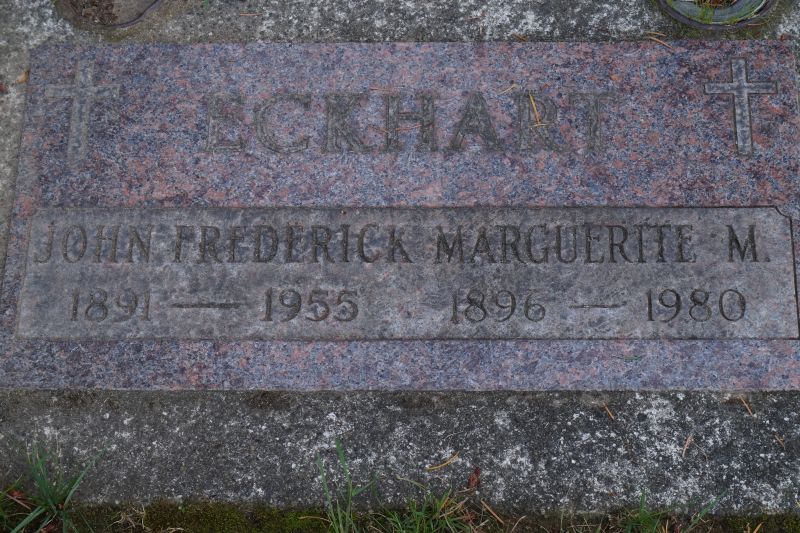 ECKHART
JOHN FREDERICK MARGUERITE M.
1891 — 1955 1896 — 1980